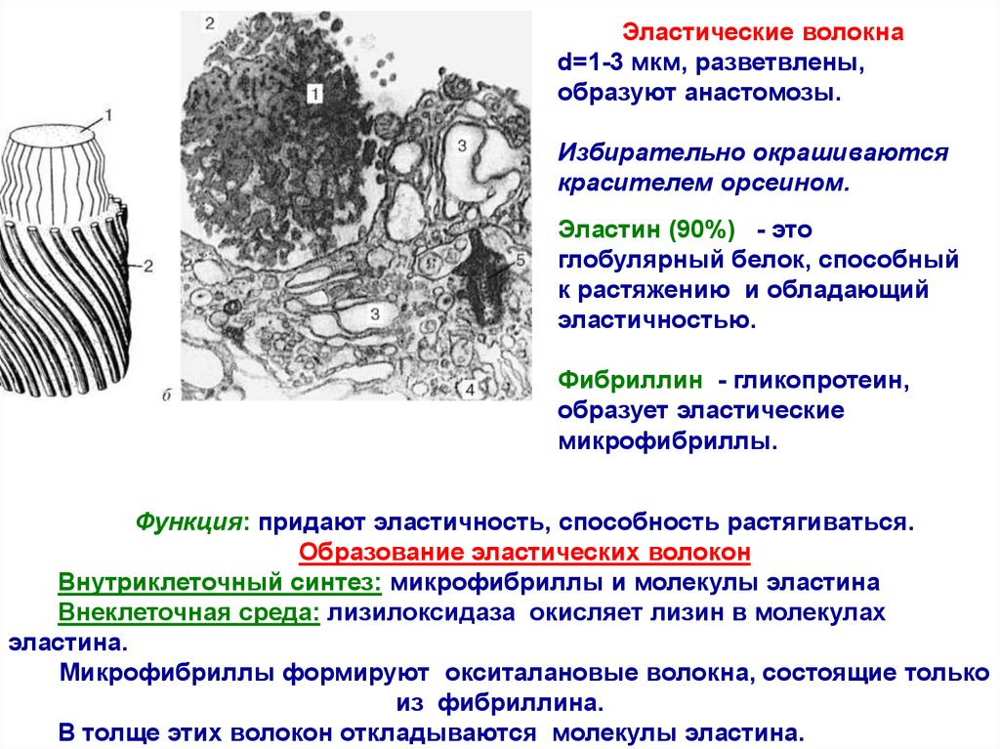 Эластические волокна
d=1-3 мкм, разветвлены,
образуют анастомозы.
Избирательно окрашиваются
красителем орсеином.
Эластин (90%) - это
глобулярный белок, способный
к растяжению и обладающий
эластичностью.
Фибриллин - гликопротеин,
образует эластические
микрофибриллы.
1
2
б
2
1
3
5
3
4
Функция: придают эластичность, способность растягиваться.
Образование эластических волокон
Внутриклеточный синтез: микрофибриллы и молекулы эластина
Внеклеточная среда: лизилоксидаза окисляет лизин в молекулах
эластина.
Микрофибриллы формируют окситалановые волокна, состоящие только
из фибриллина.
В толще этих волокон откладываются молекулы эластина.